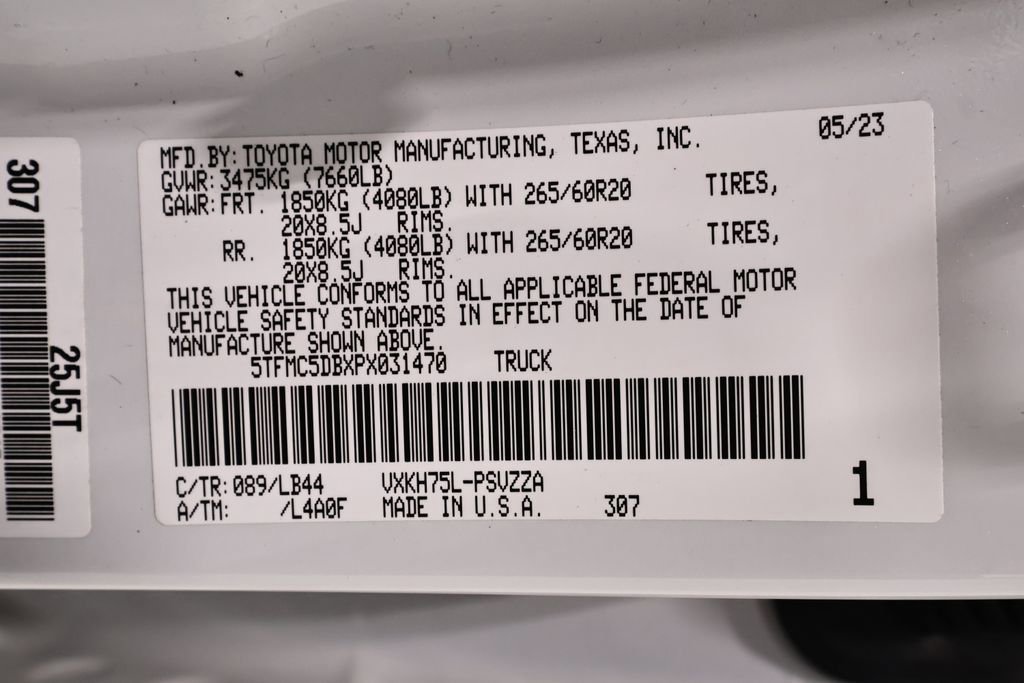 307
25J5T
MFD.BY:TOYOTA MOTOR MANUFACTURING, TEXAS, INC. 05/23
GVWR:3475KG (7660LB)
GAWR:FRT. 1850KG (4080LB) WITH 265/60R20 TIRES,
20X8.5J RIMS.
RR. 1850KG (4080LB) WITH 265/60R20 TIRES,
20X8.5J RIMS.
THIS VEHICLE CONFORMS TO ALL APPLICABLE FEDERAL MOTOR
VEHICLE SAFETY STANDARDS IN EFFECT ON THE DATE OF
MANUFACTURE SHOWN ABOVE.
5TFMC5DBXPX031470 TRUCK
C/TR:089/LB44 VXKH75L-PSVZZA
A/TM: /L4A0F MADE IN U.S.A. 307
1